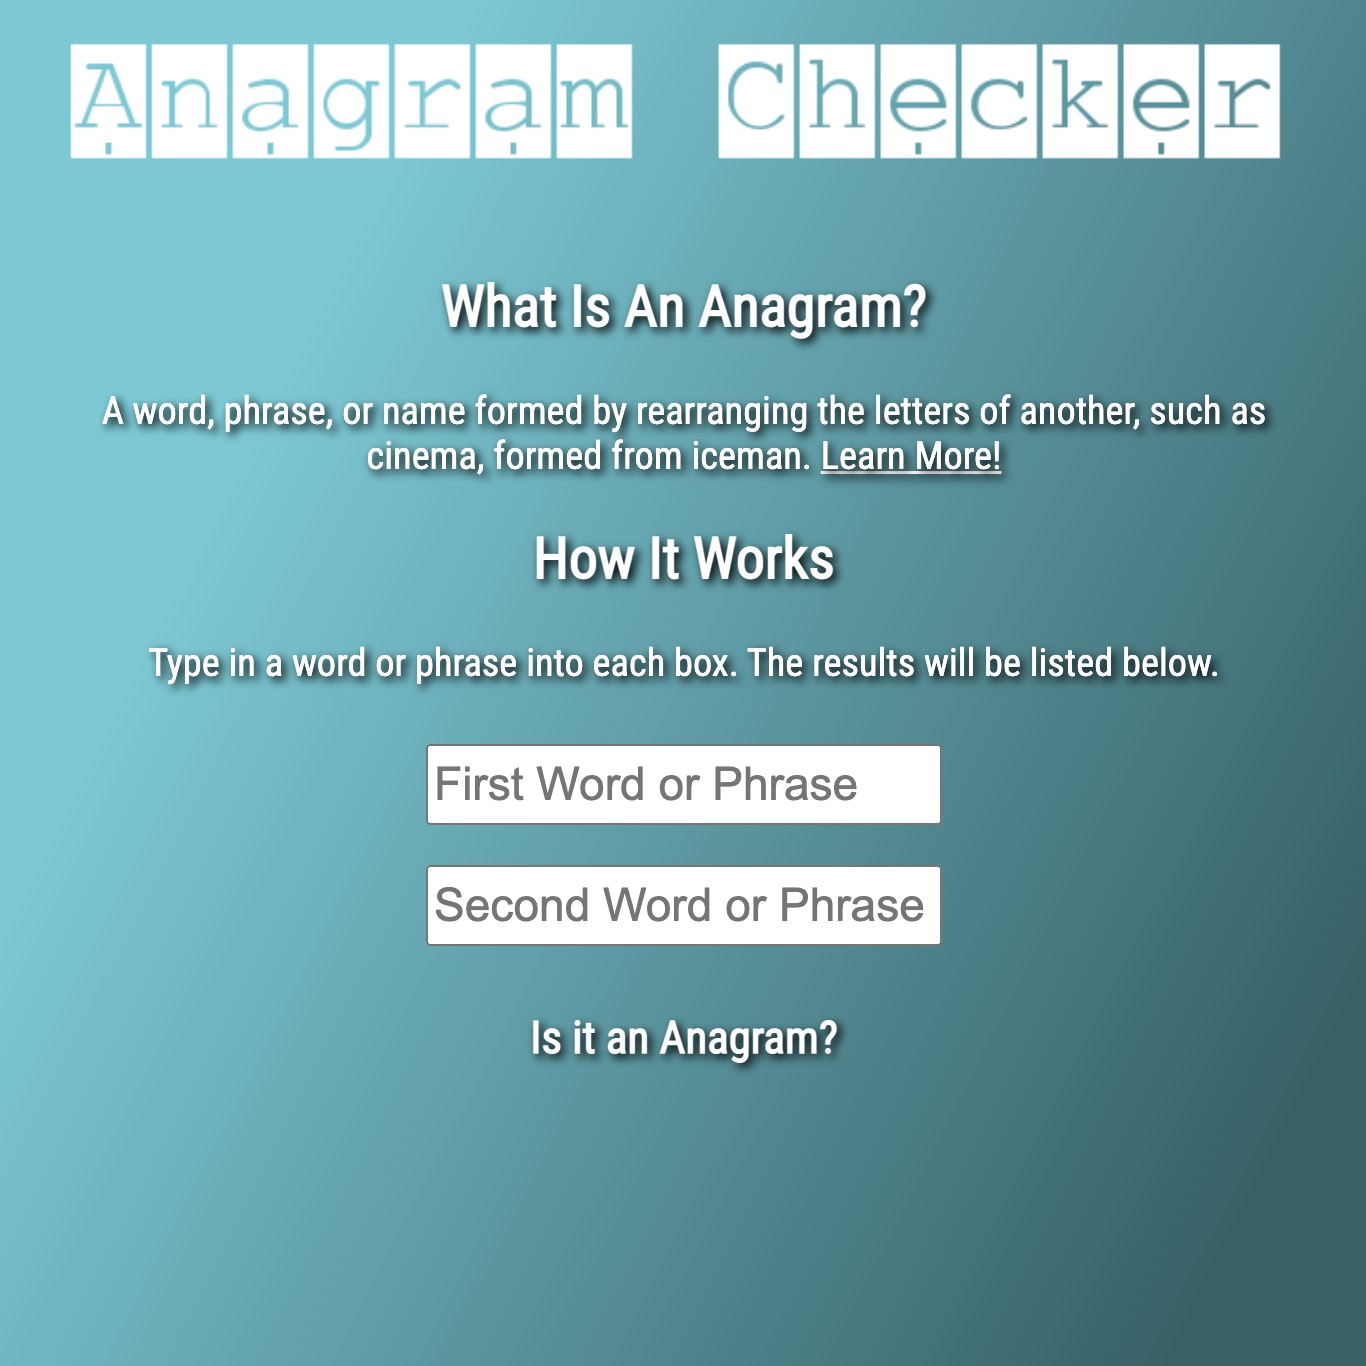 Anagram Checker
What Is An Anagram?
A word, phrase, or name formed by rearranging the letters of another, such as
cinema, formed from iceman. Learn More!
How It Works
Type in a word or phrase into each box. The results will be listed below.
First Word or Phrase
Second Word or Phrase
Is it an Anagram?